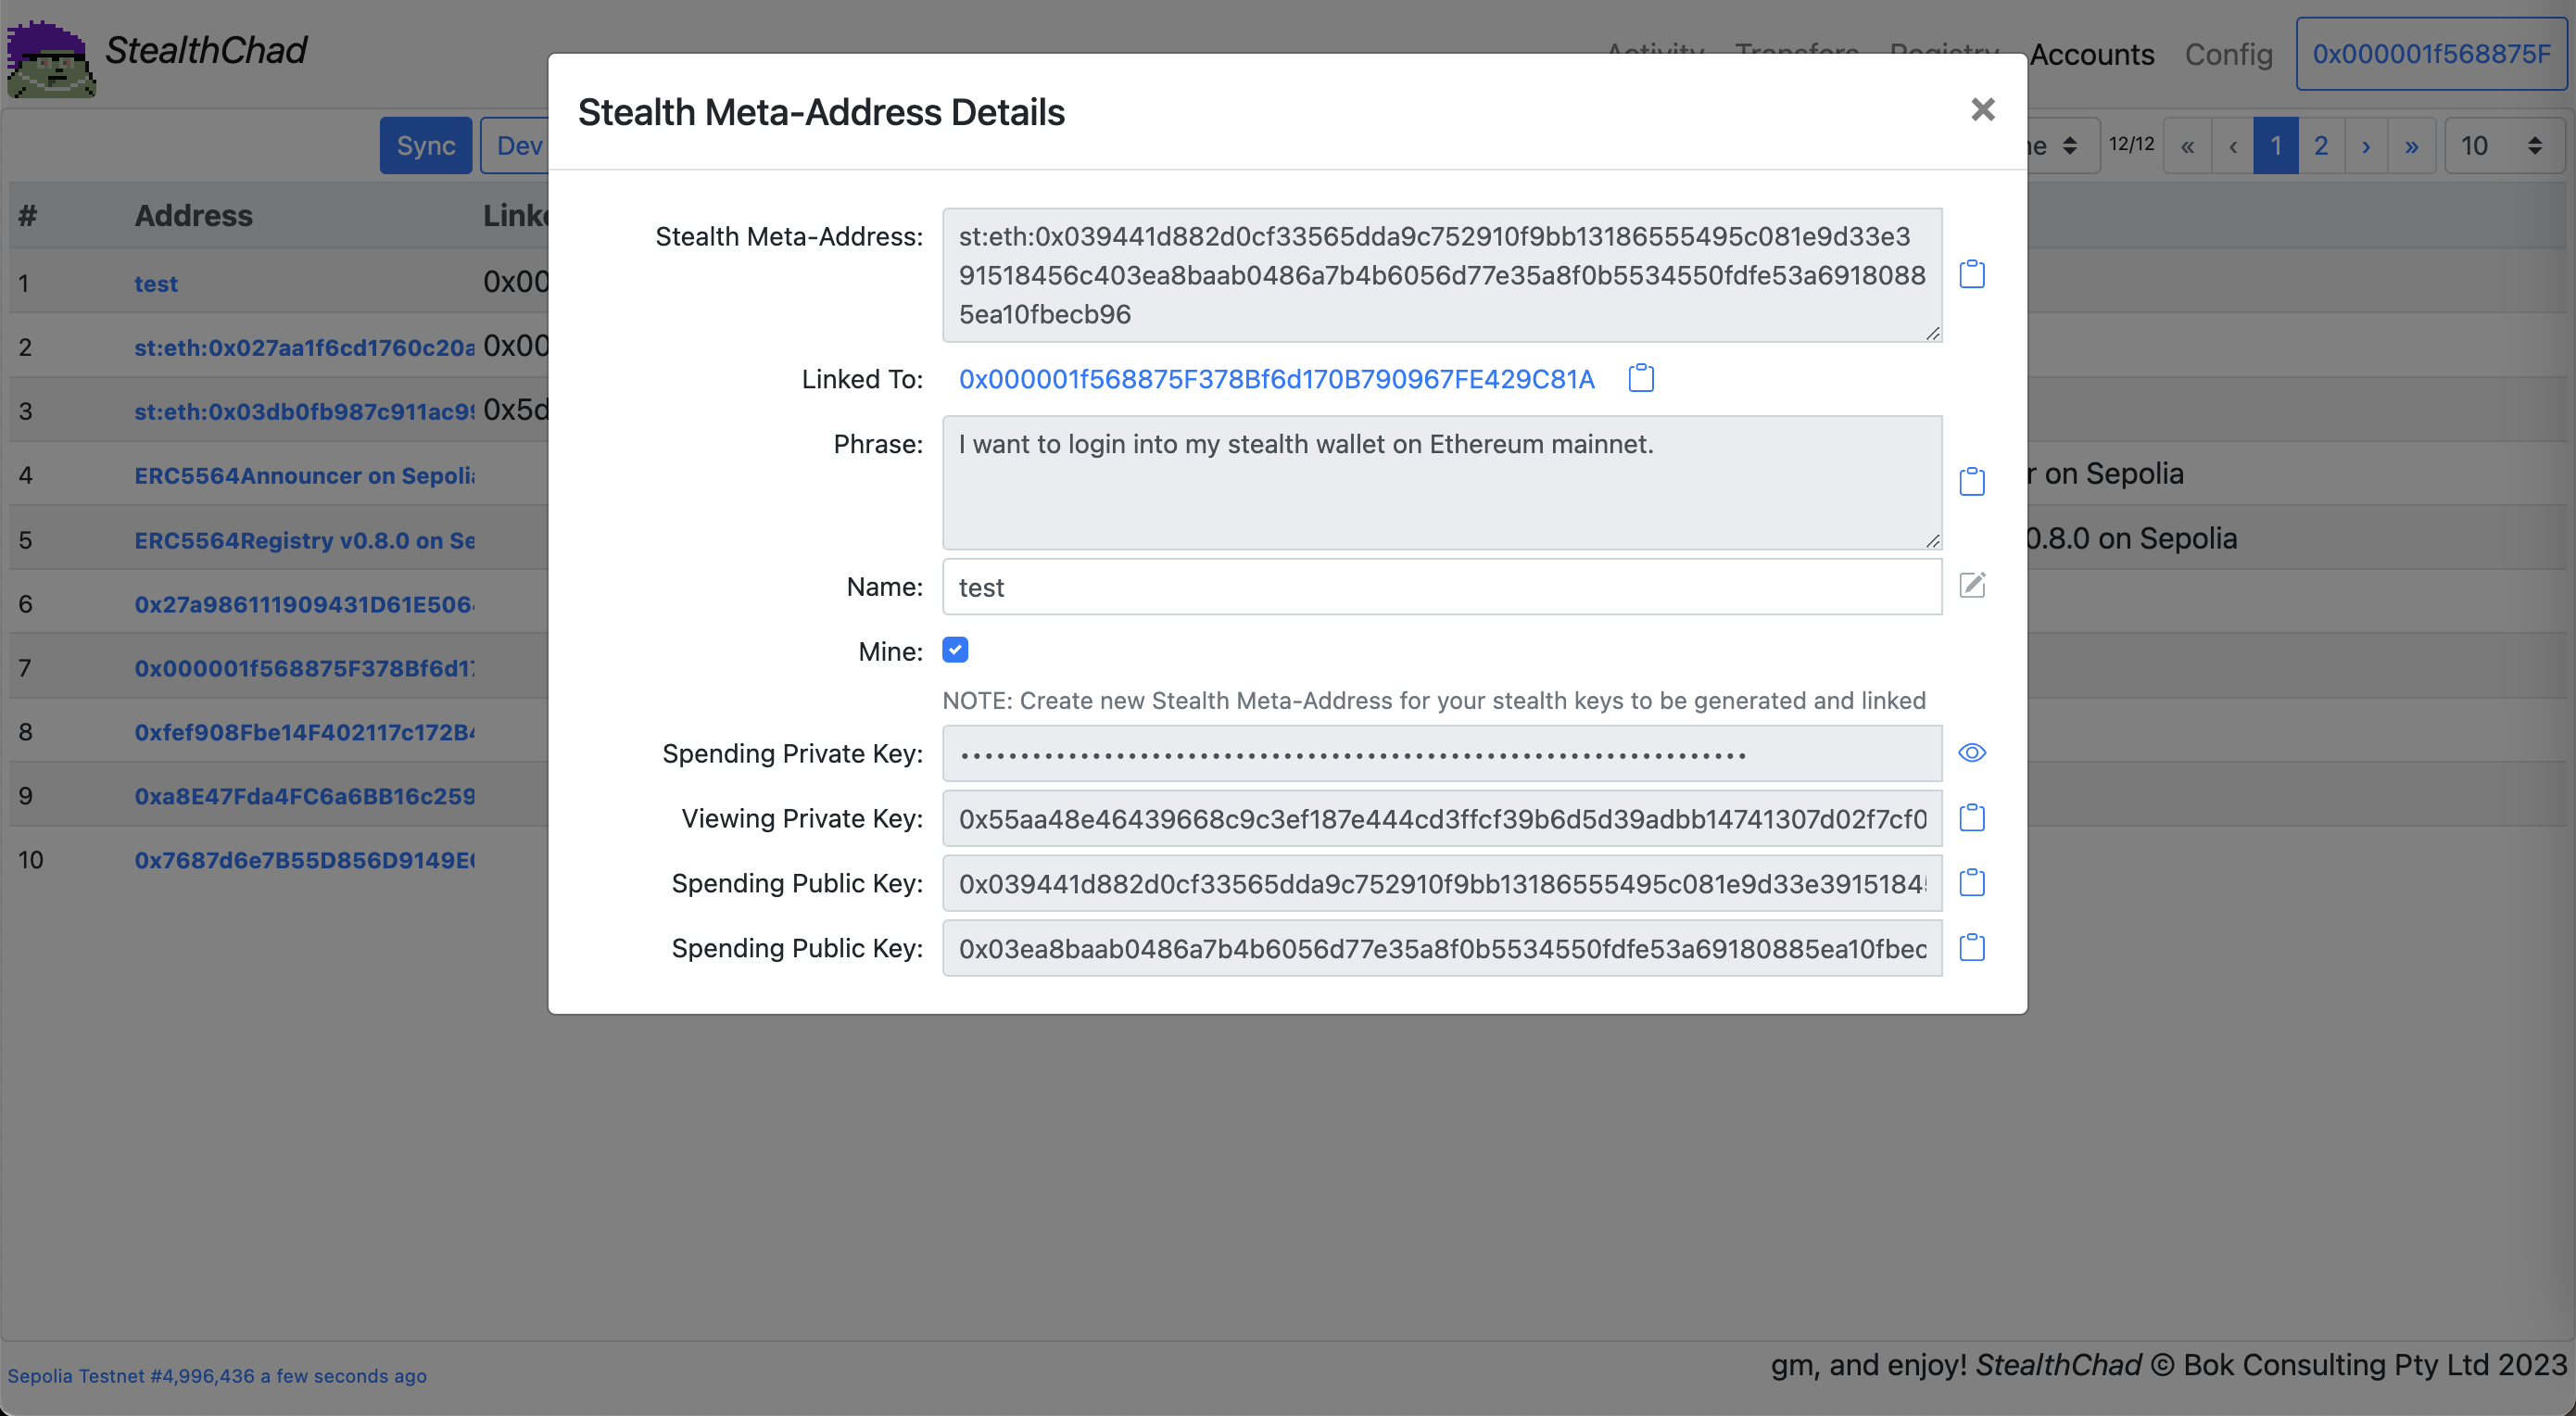 StealthChad
Activity Transfers Registry Accounts Config 0x000001f568875F
Sync Dev
12/12 « ‹ 1 2 › » 10
# Address
1 test 0x00
2 st:eth:0x027aa1f6cd1760c20a 0x00
3 st:eth:0x03db0fb987c911ac9 0x5d
4 ERC5564Announcer on Sepolia r on Sepolia
5 ERC5564Registry v0.8.0 on Se 0.8.0 on Sepolia
6 0x27a986111909431D61E506
7 0x000001f568875F378Bf6d1
8 0xfef908Fbe14F402117c172B
9 0xa8E47Fda4FC6a6BB16c259
10 0x7687d6e7B55D856D9149E
Stealth Meta-Address Details
Stealth Meta-Address: st:eth:0x039441d882d0cf33565dda9c752910f9bb13186555495c081e9d33e3
91518456c403ea8baab0486a7b4b6056d77e35a8f0b5534550fdfe53a6918088
5ea10fbecb96
Linked To: 0x000001f568875F378Bf6d170B790967FE429C81A
Phrase: I want to login into my stealth wallet on Ethereum mainnet.
Name: test
Mine:
NOTE: Create new Stealth Meta-Address for your stealth keys to be generated and linked
Spending Private Key:
Viewing Private Key: 0x55aa48e46439668c9c3ef187e444cd3ffcf39b6d5d39adbb14741307d02f7cf0
Spending Public Key: 0x039441d882d0cf33565dda9c752910f9bb13186555495c081e9d33e3915184
Spending Public Key: 0x03ea8baab0486a7b4b6056d77e35a8f0b5534550fdfe53a69180885ea10fbec
Sepolia Testnet #4,996,436 a few seconds ago
gm, and enjoy! StealthChad © Bok Consulting Pty Ltd 2023